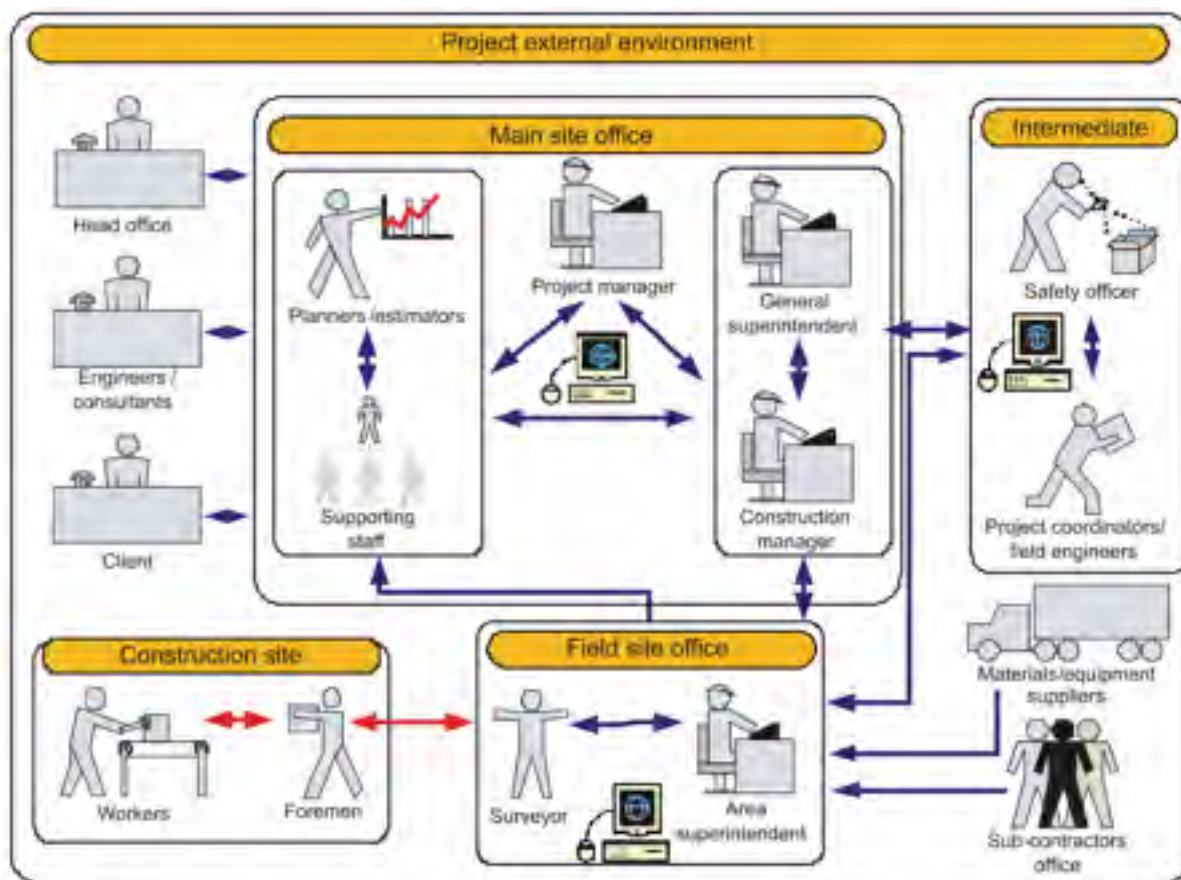 Project external environment
Main site office
Intermediate
Head office
Engineers /
consultants
Client
Planners /estimators
Supporting
staff
Project manager
General
superintendent
Construction
manager
Safety officer
Project coordinators/
field engineers
Materials/equipment
suppliers
Sub-contractors
office
Construction site
Workers
Foremen
Field site office
Surveyor
Area
superintendent